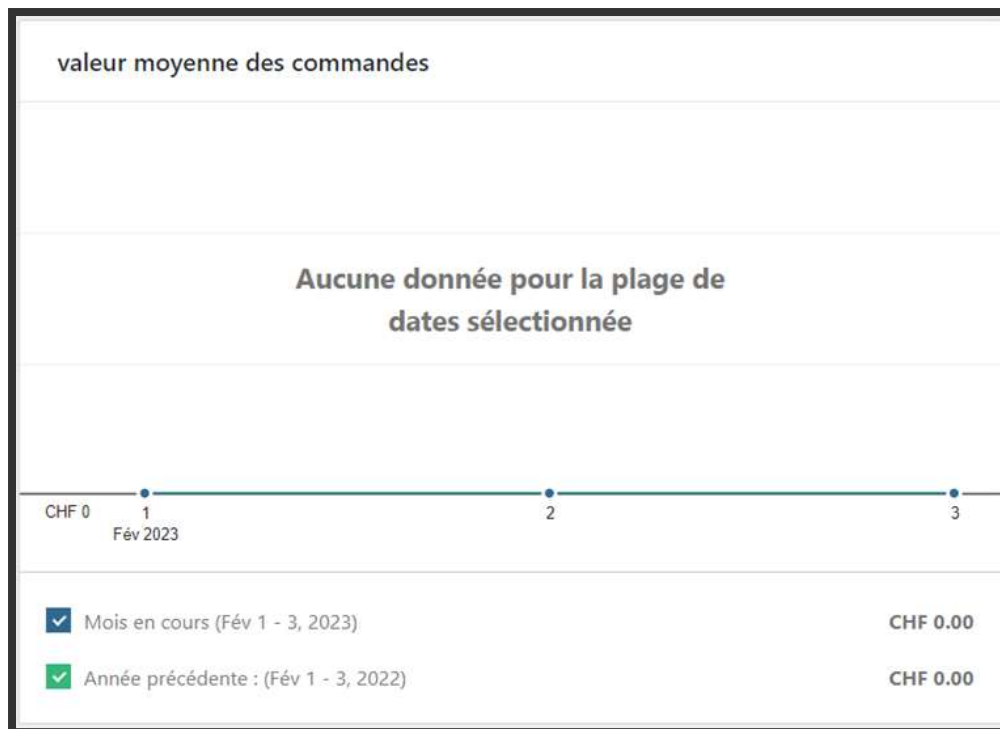 valeur moyenne des commandes
Aucune donnée pour la plage de
dates sélectionnée
CHF 0 1 2 3
Fév 2023
Mois en cours (Fév 1 - 3, 2023) CHF 0.00
Année précédente : (Fév 1 - 3, 2022) CHF 0.00